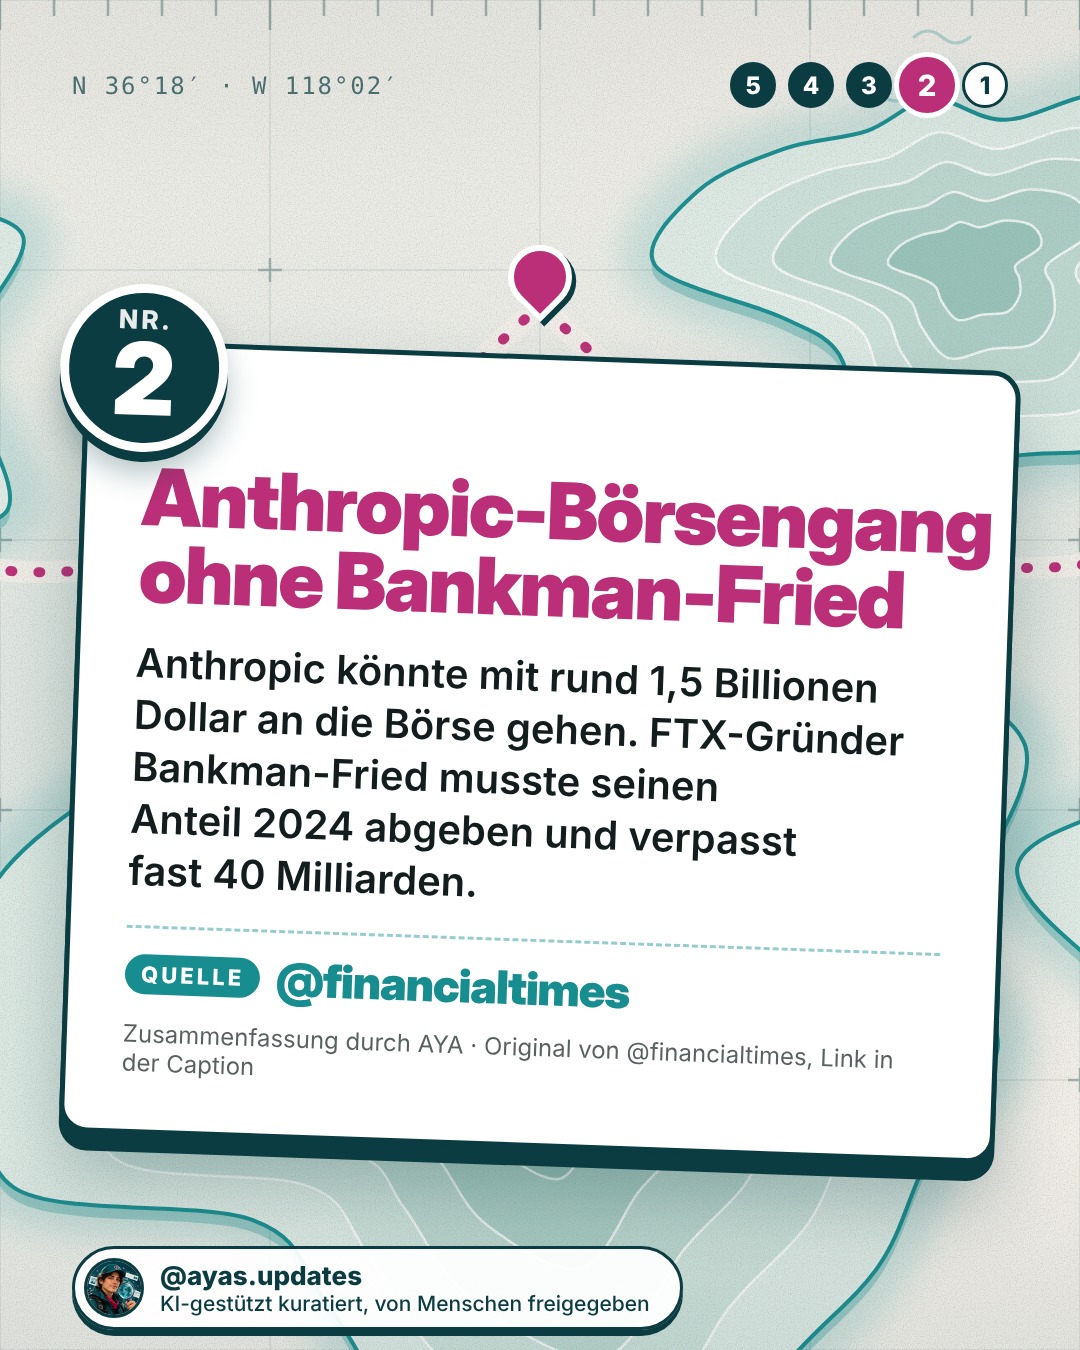 N 36°18′ · W 118°02′
5 4 3 2 1
NR.
2
Anthropic-Börsengang
ohne Bankman-Fried
Anthropic könnte mit rund 1,5 Billionen
Dollar an die Börse gehen. FTX-Gründer
Bankman-Fried musste seinen
Anteil 2024 abgeben und verpasst
fast 40 Milliarden.
QUELLE @financialtimes
Zusammenfassung durch AYA · Original von @financialtimes, Link in
der Caption
@ayas.updates
KI-gestützt kuratiert, von Menschen freigegeben